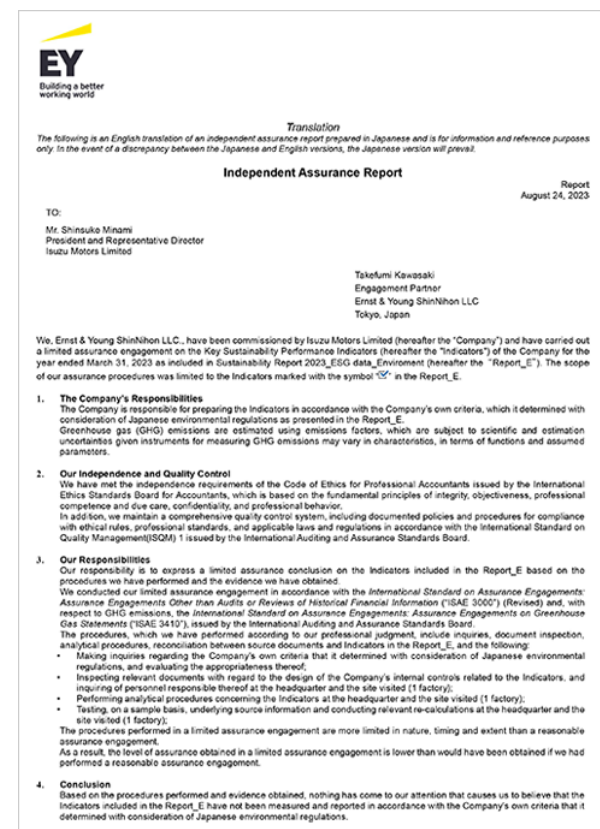 EY
Building a better
working world
Translation
The following is an English translation of an independent assurance report prepared in Japanese and is for information and reference purposes
only. In the event of a discrepancy between the Japanese and English versions, the Japanese version will prevail.
Independent Assurance Report
Report
August 24, 2023
TO:
Mr. Shinsuke Minami
President and Representative Director
Isuzu Motors Limited
Takefumi Kawasaki
Engagement Partner
Ernst & Young ShinNihon LLC
Tokyo, Japan
We, Ernst & Young ShinNihon LLC., have been commissioned by Isuzu Motors Limited (hereafter the "Company") and have carried out
a limited assurance engagement on the Key Sustainability Performance Indicators (hereafter the "Indicators") of the Company for the
year ended March 31, 2023 as included in Sustainability Report 2023_ESG data_Enviroment (hereafter the "Report_E"). The scope
of our assurance procedures was limited to the Indicators marked with the symbol "☑" in the Report_E.
1. The Company's Responsibilities
The Company is responsible for preparing the Indicators in accordance with the Company's own criteria, which it determined with
consideration of Japanese environmental regulations as presented in the Report_E.
Greenhouse gas (GHG) emissions are estimated using emissions factors, which are subject to scientific and estimation
uncertainties given instruments for measuring GHG emissions may vary in characteristics, in terms of functions and assumed
parameters.
2. Our Independence and Quality Control
We have met the independence requirements of the Code of Ethics for Professional Accountants issued by the International
Ethics Standards Board for Accountants, which is based on the fundamental principles of integrity, objectiveness, professional
competence and due care, confidentiality, and professional behavior.
In addition, we maintain a comprehensive quality control system, including documented policies and procedures for compliance
with ethical rules, professional standards, and applicable laws and regulations in accordance with the International Standard on
Quality Management(ISQM) 1 issued by the International Auditing and Assurance Standards Board.
3. Our Responsibilities
Our responsibility is to express a limited assurance conclusion on the Indicators included in the Report_E based on the
procedures we have performed and the evidence we have obtained.
We conducted our limited assurance engagement in accordance with the International Standard on Assurance Engagements:
Assurance Engagements Other than Audits or Reviews of Historical Financial Information ("ISAE 3000") (Revised) and, with
respect to GHG emissions, the International Standard on Assurance Engagements: Assurance Engagements on Greenhouse
Gas Statements ("ISAE 3410"), issued by the International Auditing and Assurance Standards Board.
The procedures, which we have performed according to our professional judgment, include inquiries, document inspection,
analytical procedures, reconciliation between source documents and Indicators in the Report_E, and the following:
• Making inquiries regarding the Company's own criteria that it determined with consideration of Japanese environmental
regulations, and evaluating the appropriateness thereof;
• Inspecting relevant documents with regard to the design of the Company's internal controls related to the Indicators, and
inquiring of personnel responsible thereof at the headquarter and the site visited (1 factory);
• Performing analytical procedures concerning the Indicators at the headquarter and the site visited (1 factory);
• Testing, on a sample basis, underlying source information and conducting relevant re-calculations at the headquarter and the
site visited (1 factory);
The procedures performed in a limited assurance engagement are more limited in nature, timing and extent than a reasonable
assurance engagement.
As a result, the level of assurance obtained in a limited assurance engagement is lower than would have been obtained if we had
performed a reasonable assurance engagement.
4. Conclusion
Based on the procedures performed and evidence obtained, nothing has come to our attention that causes us to believe that the
Indicators included in the Report_E have not been measured and reported in accordance with the Company's own criteria that it
determined with consideration of Japanese environmental regulations.